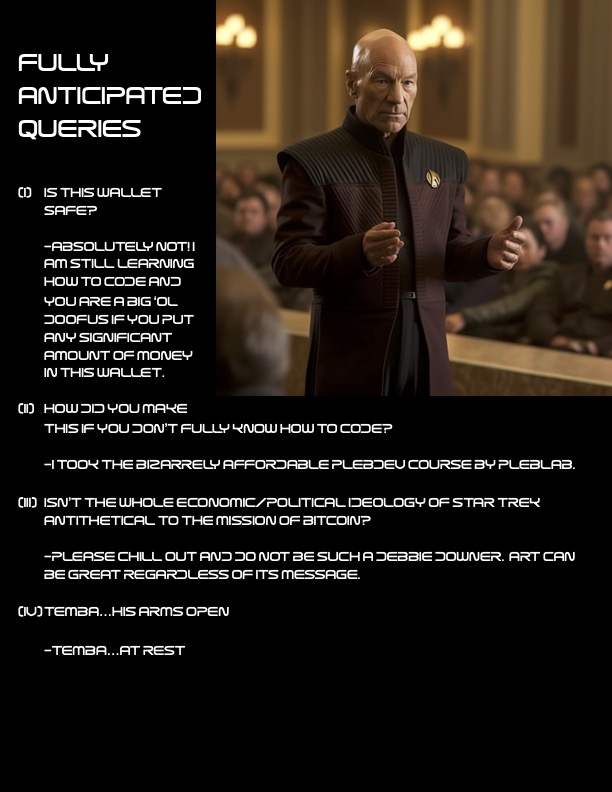 FULLY
ANTICIPATED
QUERIES
(I) IS THIS WALLET
SAFE?
-ABSOLUTELY NOT! I
AM STILL LEARNING
HOW TO CODE AND
YOU ARE A BIG ‘OL
DOOFUS IF YOU PUT
ANY SIGNIFICANT
AMOUNT OF MONEY
IN THIS WALLET.
(II) HOW DID YOU MAKE
THIS IF YOU DON’T FULLY KNOW HOW TO CODE?
-I TOOK THE BIZARRELY AFFORDABLE PLEBDEV COURSE BY PLEBLAB.
(III) ISN’T THE WHOLE ECONOMIC/POLITICAL IDEOLOGY OF STAR TREK
ANTITHETICAL TO THE MISSION OF BITCOIN?
-PLEASE CHILL OUT AND DO NOT BE SUCH A DEBBIE DOWNER. ART CAN
BE GREAT REGARDLESS OF ITS MESSAGE.
(IV) TEMBA...HIS ARMS OPEN
-TEMBA...AT REST